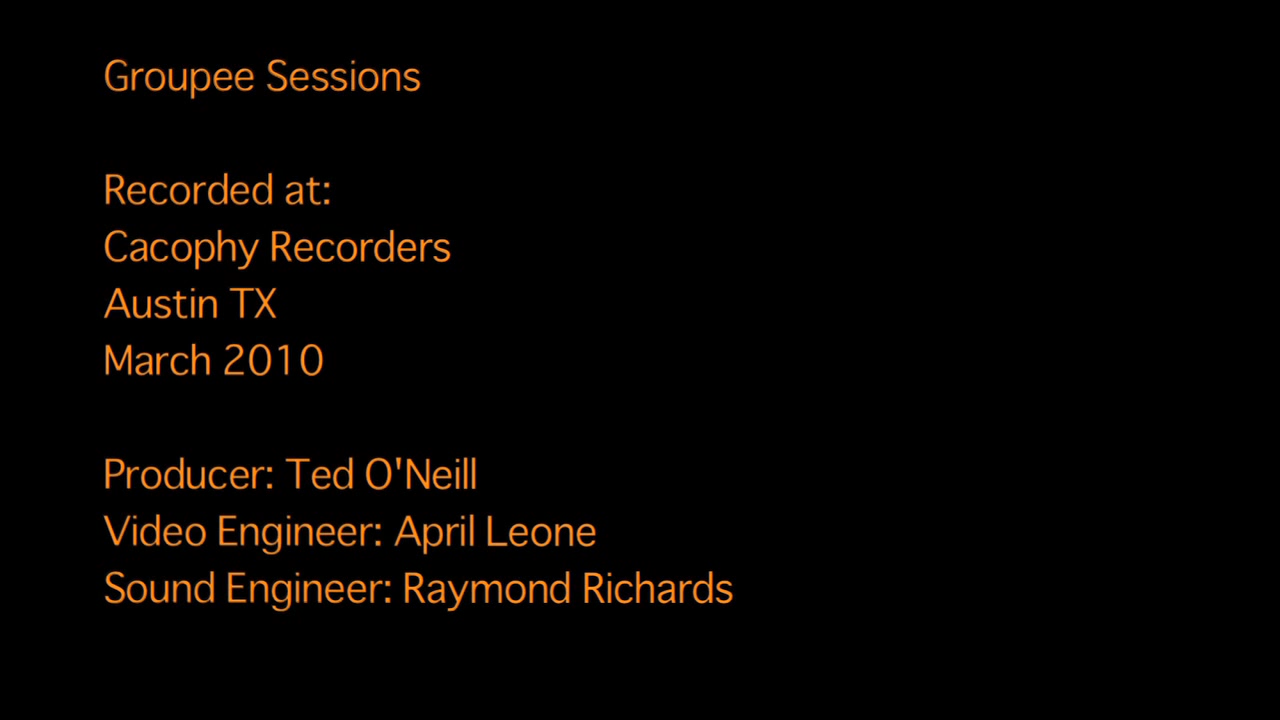 Groupee Sessions
Recorded at:
Cacophy Recorders
Austin TX
March 2010
Producer: Ted O'Neill
Video Engineer: April Leone
Sound Engineer: Raymond Richards